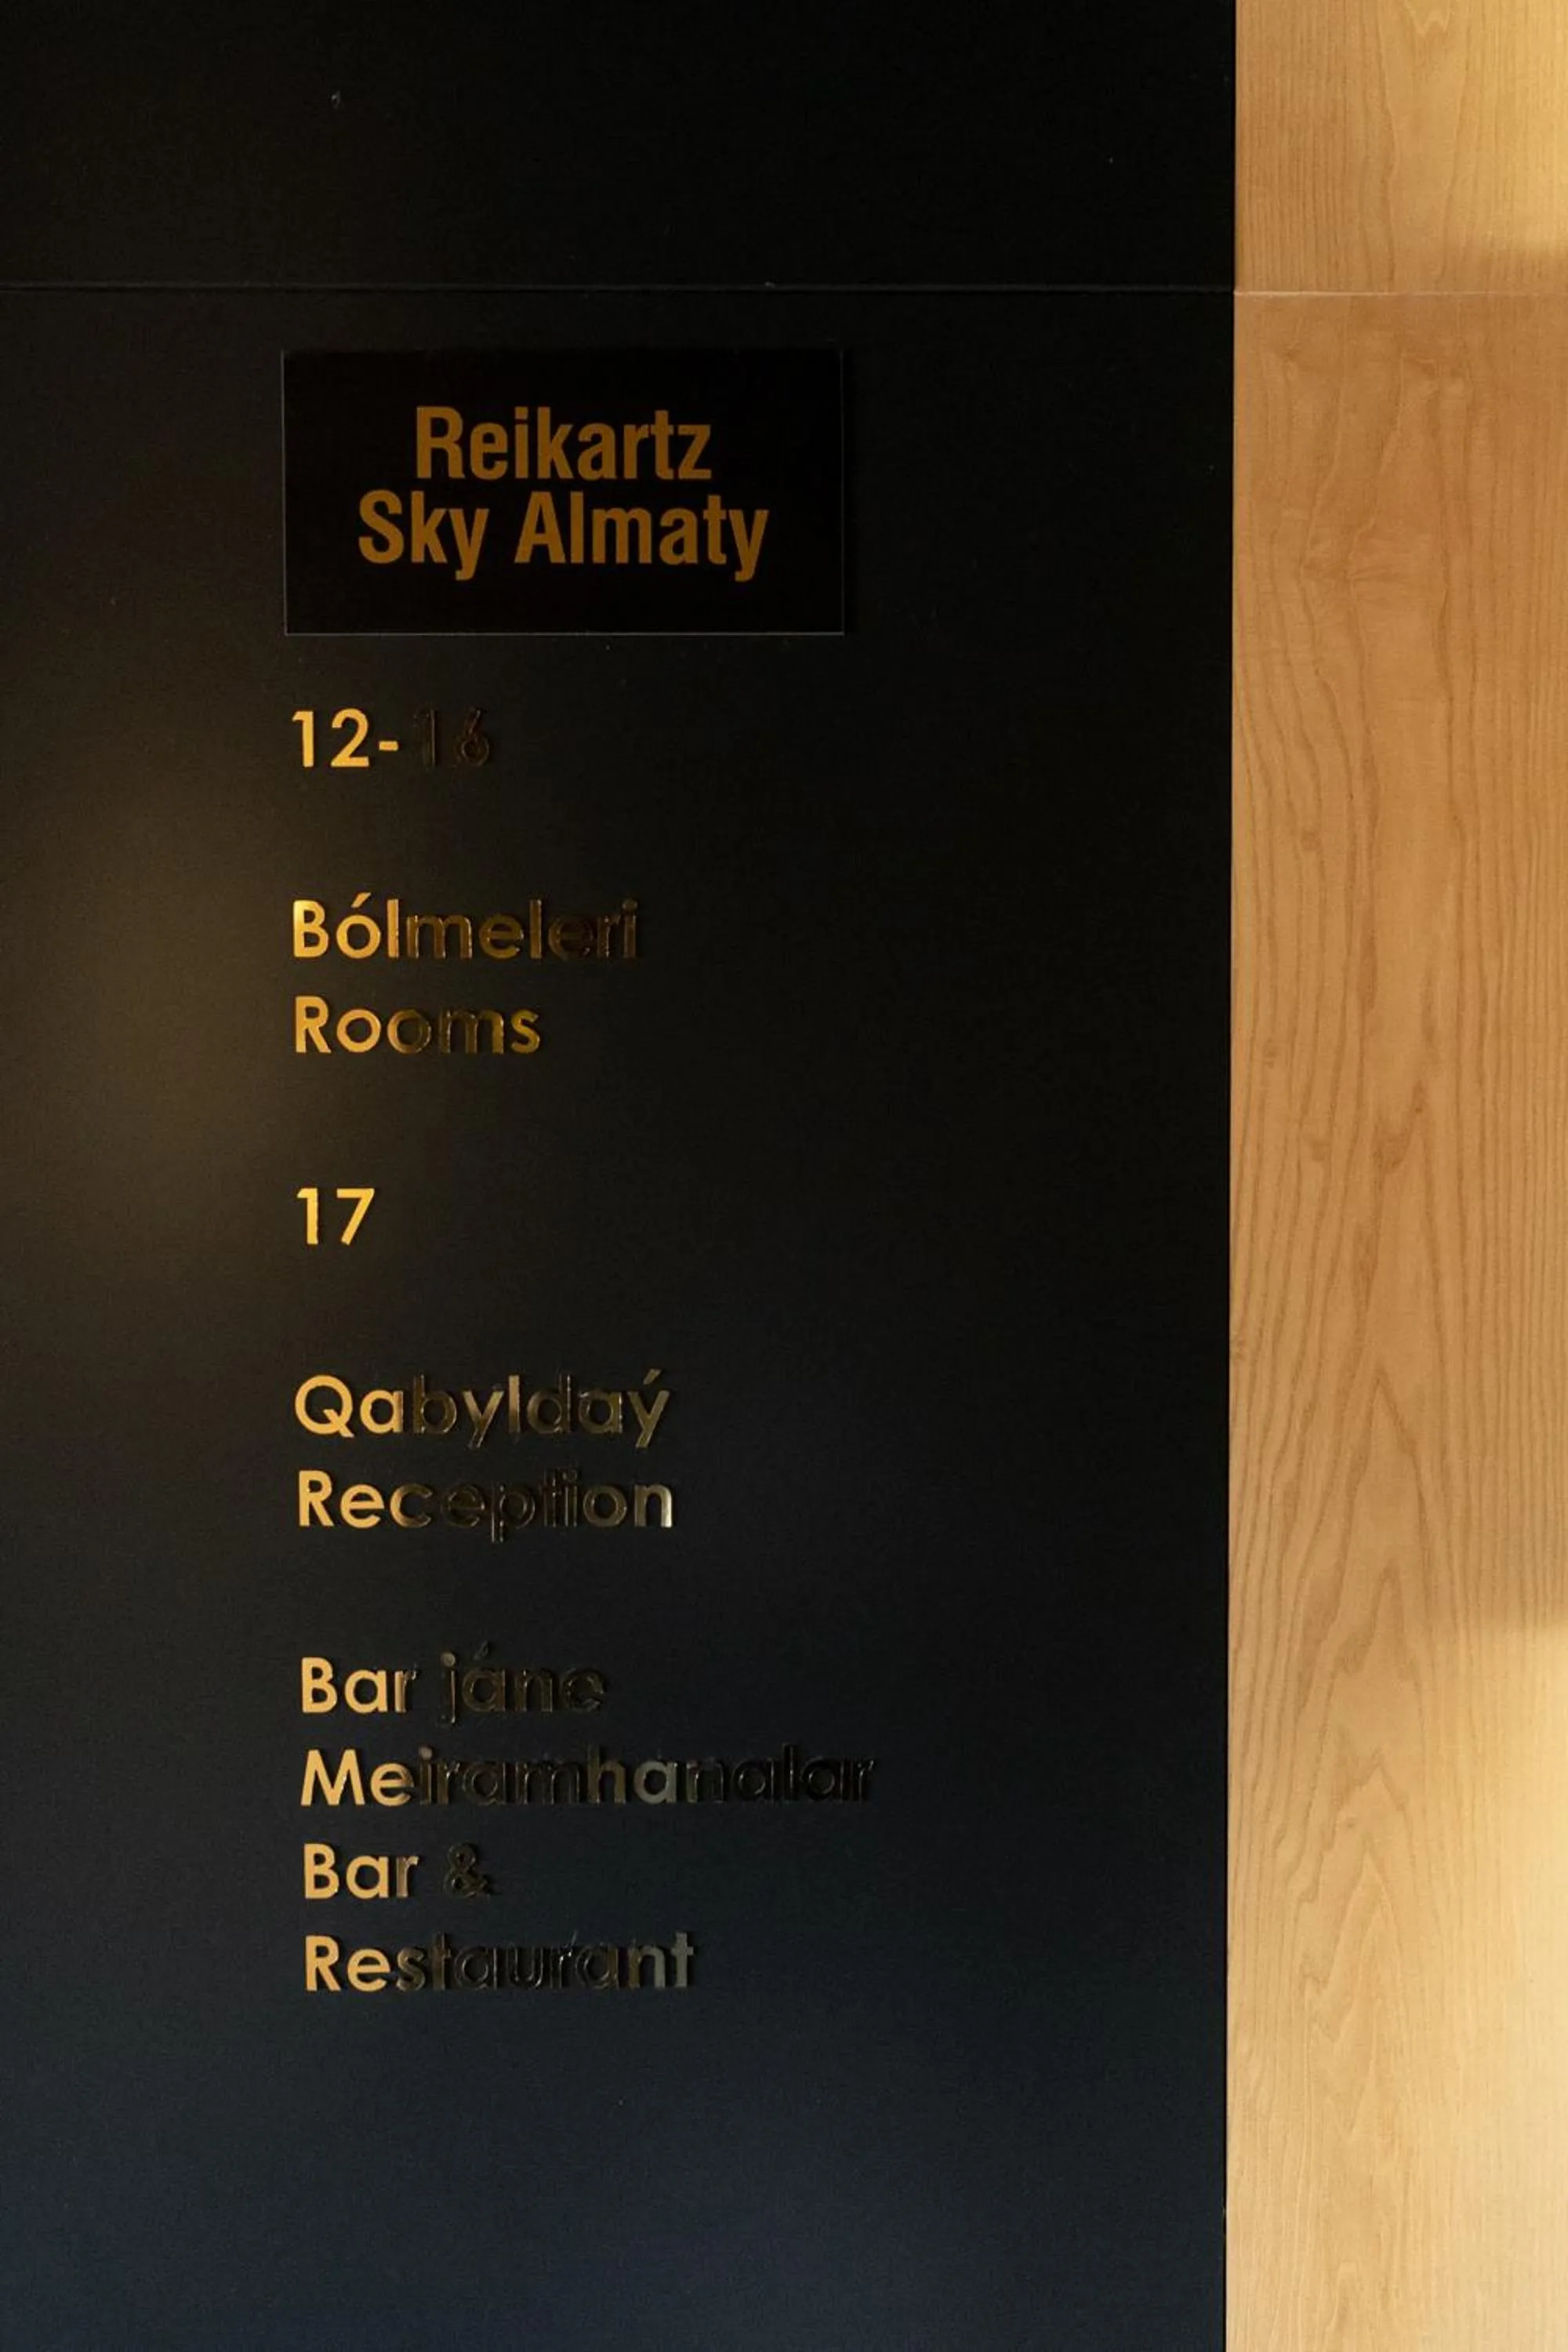 Reikartz
Sky Almaty
12-16
Bólmeleri
Rooms
17
Qabyldaý
Reception
Bar jáne
Meiramhanalar
Bar &
Restaurant